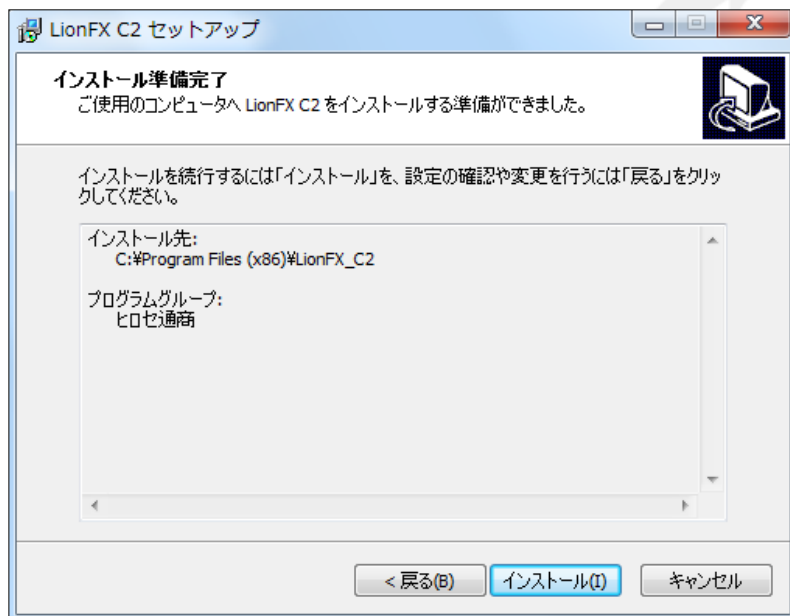 LionFX C2 セットアップ
インストール準備完了
ご使用のコンピュータへ LionFX C2 をインストールする準備ができました。
インストールを続行するには「インストール」を、設定の確認や変更を行うには「戻る」をクリッ
クしてください。
インストール先:
C:¥Program Files (x86)¥LionFX_C2
プログラムグループ:
ヒロセ通商
< 戻る(B) インストール(I) キャンセル